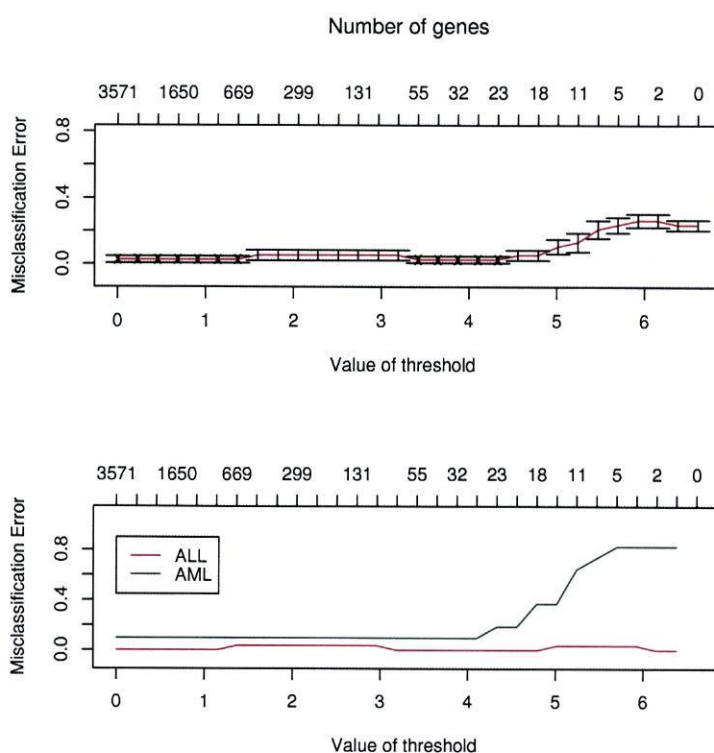 Number of genes
3571 1650 669 299 131 55 32 23 18 11 5 2 0
Misclassification Error
0.8
0.4
0.0
0 1 2 3 4 5 6
Value of threshold
3571 1650 669 299 131 55 32 23 18 11 5 2 0
Misclassification Error
0.8
0.4
0.0
ALL
AML
0 1 2 3 4 5 6
Value of threshold